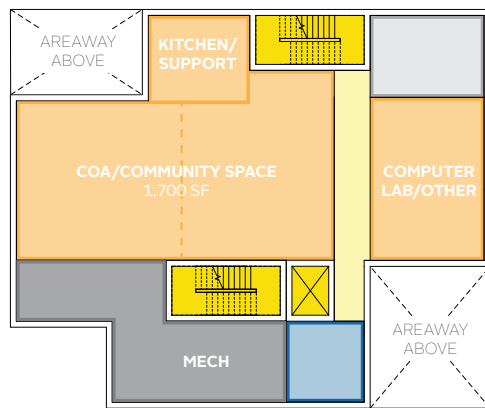 AREAWAY
ABOVE
KITCHEN/
SUPPORT
COA/COMMUNITY SPACE
1,700 SF
COMPUTER
LAB/OTHER
MECH
AREAWAY
ABOVE